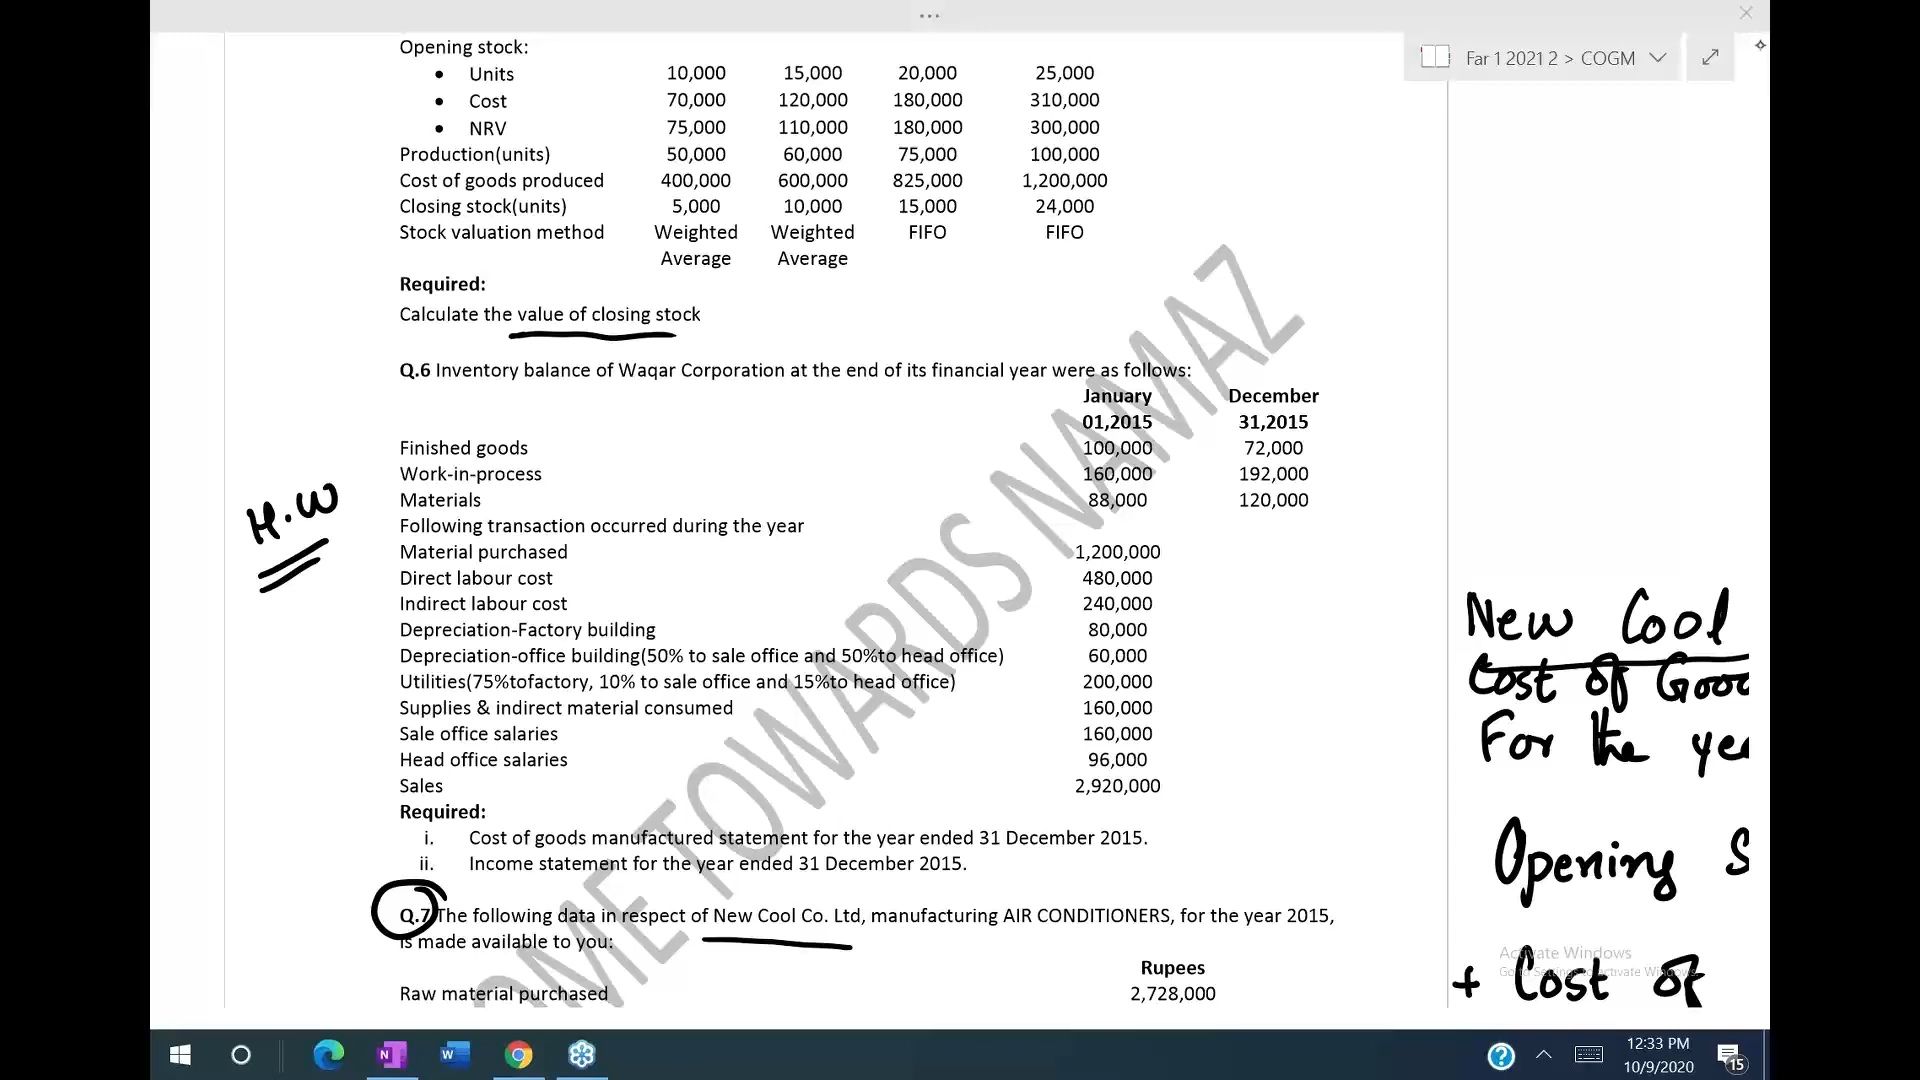 Far 1 2021 2 > COGM
Opening stock:
• Units 10,000 15,000 20,000 25,000
• Cost 70,000 120,000 180,000 310,000
• NRV 75,000 110,000 180,000 300,000
Production(units) 50,000 60,000 75,000 100,000
Cost of goods produced 400,000 600,000 825,000 1,200,000
Closing stock(units) 5,000 10,000 15,000 24,000
Stock valuation method Weighted Weighted FIFO FIFO
Average Average
Required:
Calculate the value of closing stock
Q.6 Inventory balance of Waqar Corporation at the end of its financial year were as follows:
January December
01,2015 31,2015
Finished goods 100,000 72,000
Work-in-process 160,000 192,000
Materials 88,000 120,000
Following transaction occurred during the year
Material purchased 1,200,000
Direct labour cost 480,000
Indirect labour cost 240,000
Depreciation-Factory building 80,000
Depreciation-office building(50% to sale office and 50%to head office) 60,000
Utilities(75%tofactory, 10% to sale office and 15%to head office) 200,000
Supplies & indirect material consumed 160,000
Sale office salaries 160,000
Head office salaries 96,000
Sales 2,920,000
Required:
i. Cost of goods manufactured statement for the year ended 31 December 2015.
ii. Income statement for the year ended 31 December 2015.
Q.7 The following data in respect of New Cool Co. Ltd, manufacturing AIR CONDITIONERS, for the year 2015,
is made available to you:
Rupees
Raw material purchased 2,728,000
H.W
OME TOWARDS NAMAZ
New Cool
Cost of Good
For the yea
Opening S
+ Cost of
Activate Windows
Go to Settings to activate Windows.
12:33 PM
10/9/2020
15